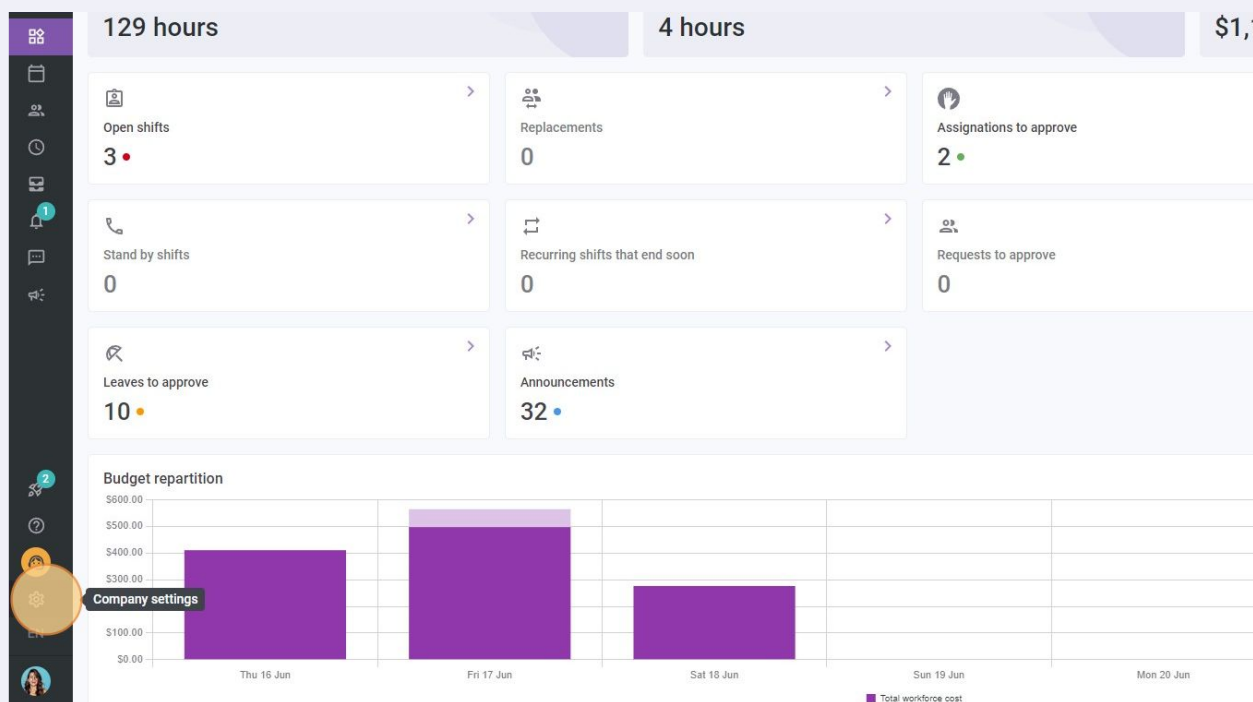 129 hours
4 hours
$1,
Open shifts
3
Replacements
0
Assignations to approve
2
1
Stand by shifts
0
Recurring shifts that end soon
0
Requests to approve
0
Leaves to approve
10
Announcements
32
2
Budget repartition
$600.00
$500.00
$400.00
$300.00
Company settings
EN
$100.00
$0.00
Thu 16 Jun
Fri 17 Jun
Sat 18 Jun
Sun 19 Jun
Mon 20 Jun
Total workforce cost